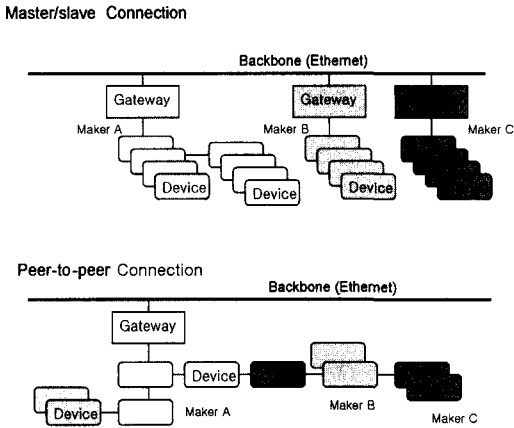 Master/slave Connection
Backbone (Ethernet)
Gateway
Gateway
Maker A
Maker B
Maker C
Device
Device
Device
Peer-to-peer Connection
Backbone (Ethernet)
Gateway
Device
Device
Maker A
Maker B
Maker C